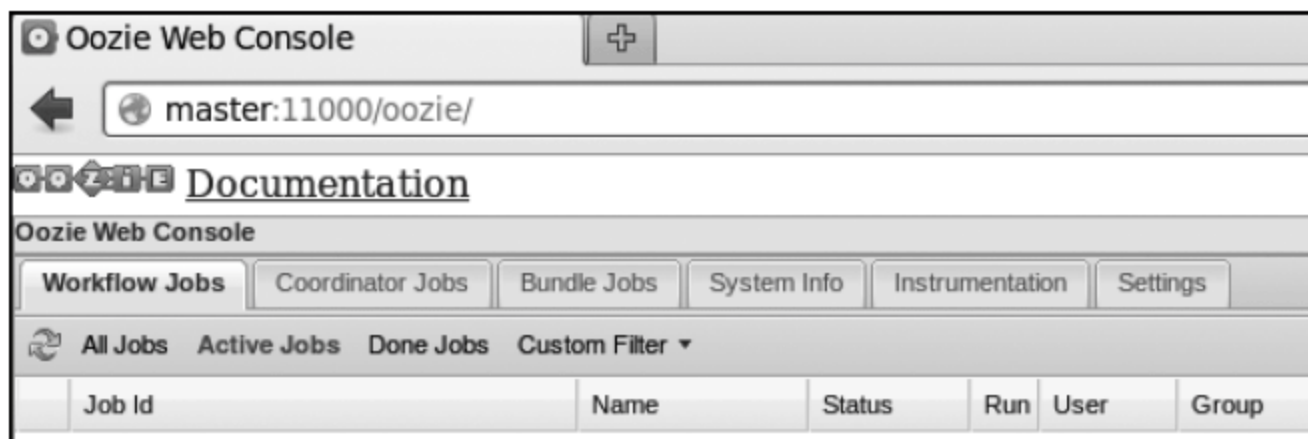 Oozie Web Console
master:11000/oozie/
OOZIE Documentation
Oozie Web Console
Workflow Jobs Coordinator Jobs Bundle Jobs System Info Instrumentation Settings
All Jobs Active Jobs Done Jobs Custom Filter
Job Id Name Status Run User Group